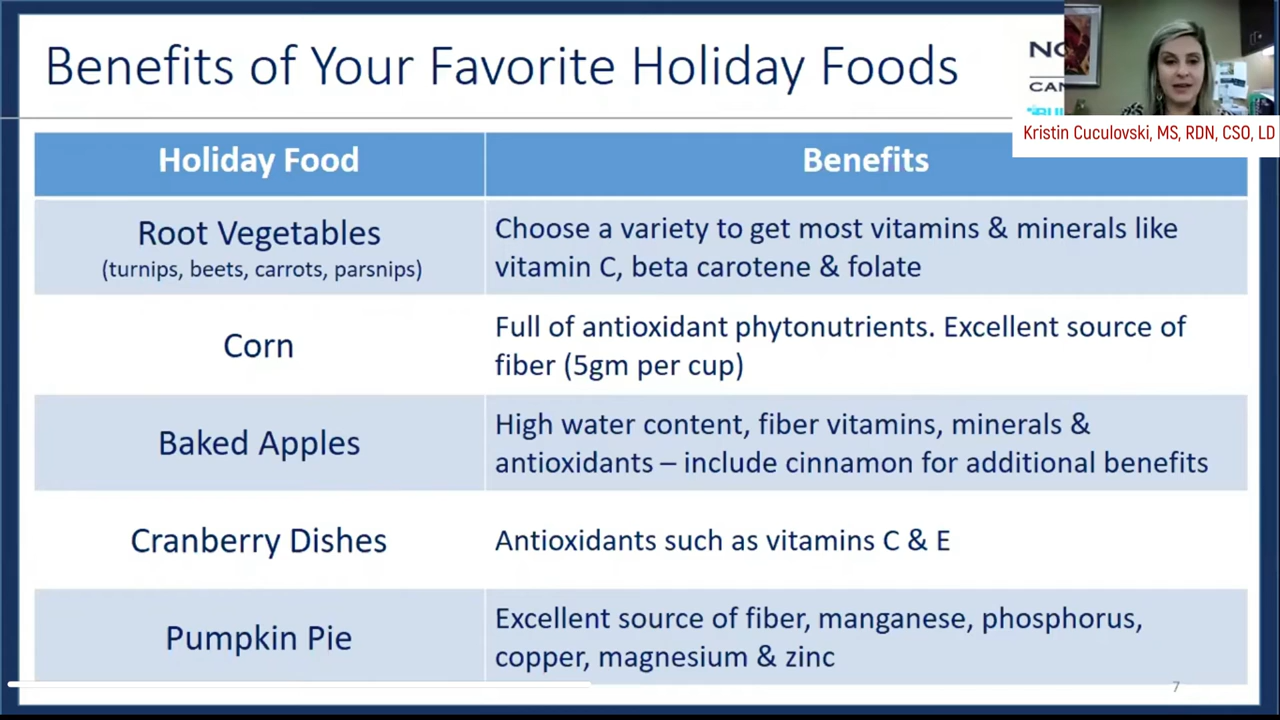 Benefits of Your Favorite Holiday Foods
Kristin Cuculovski, MS, RDN, CSO, LD
Holiday Food
Benefits
Root Vegetables
(turnips, beets, carrots, parsnips)
Choose a variety to get most vitamins & minerals like
vitamin C, beta carotene & folate
Corn
Full of antioxidant phytonutrients. Excellent source of
fiber (5gm per cup)
Baked Apples
High water content, fiber vitamins, minerals &
antioxidants – include cinnamon for additional benefits
Cranberry Dishes
Antioxidants such as vitamins C & E
Pumpkin Pie
Excellent source of fiber, manganese, phosphorus,
copper, magnesium & zinc
7